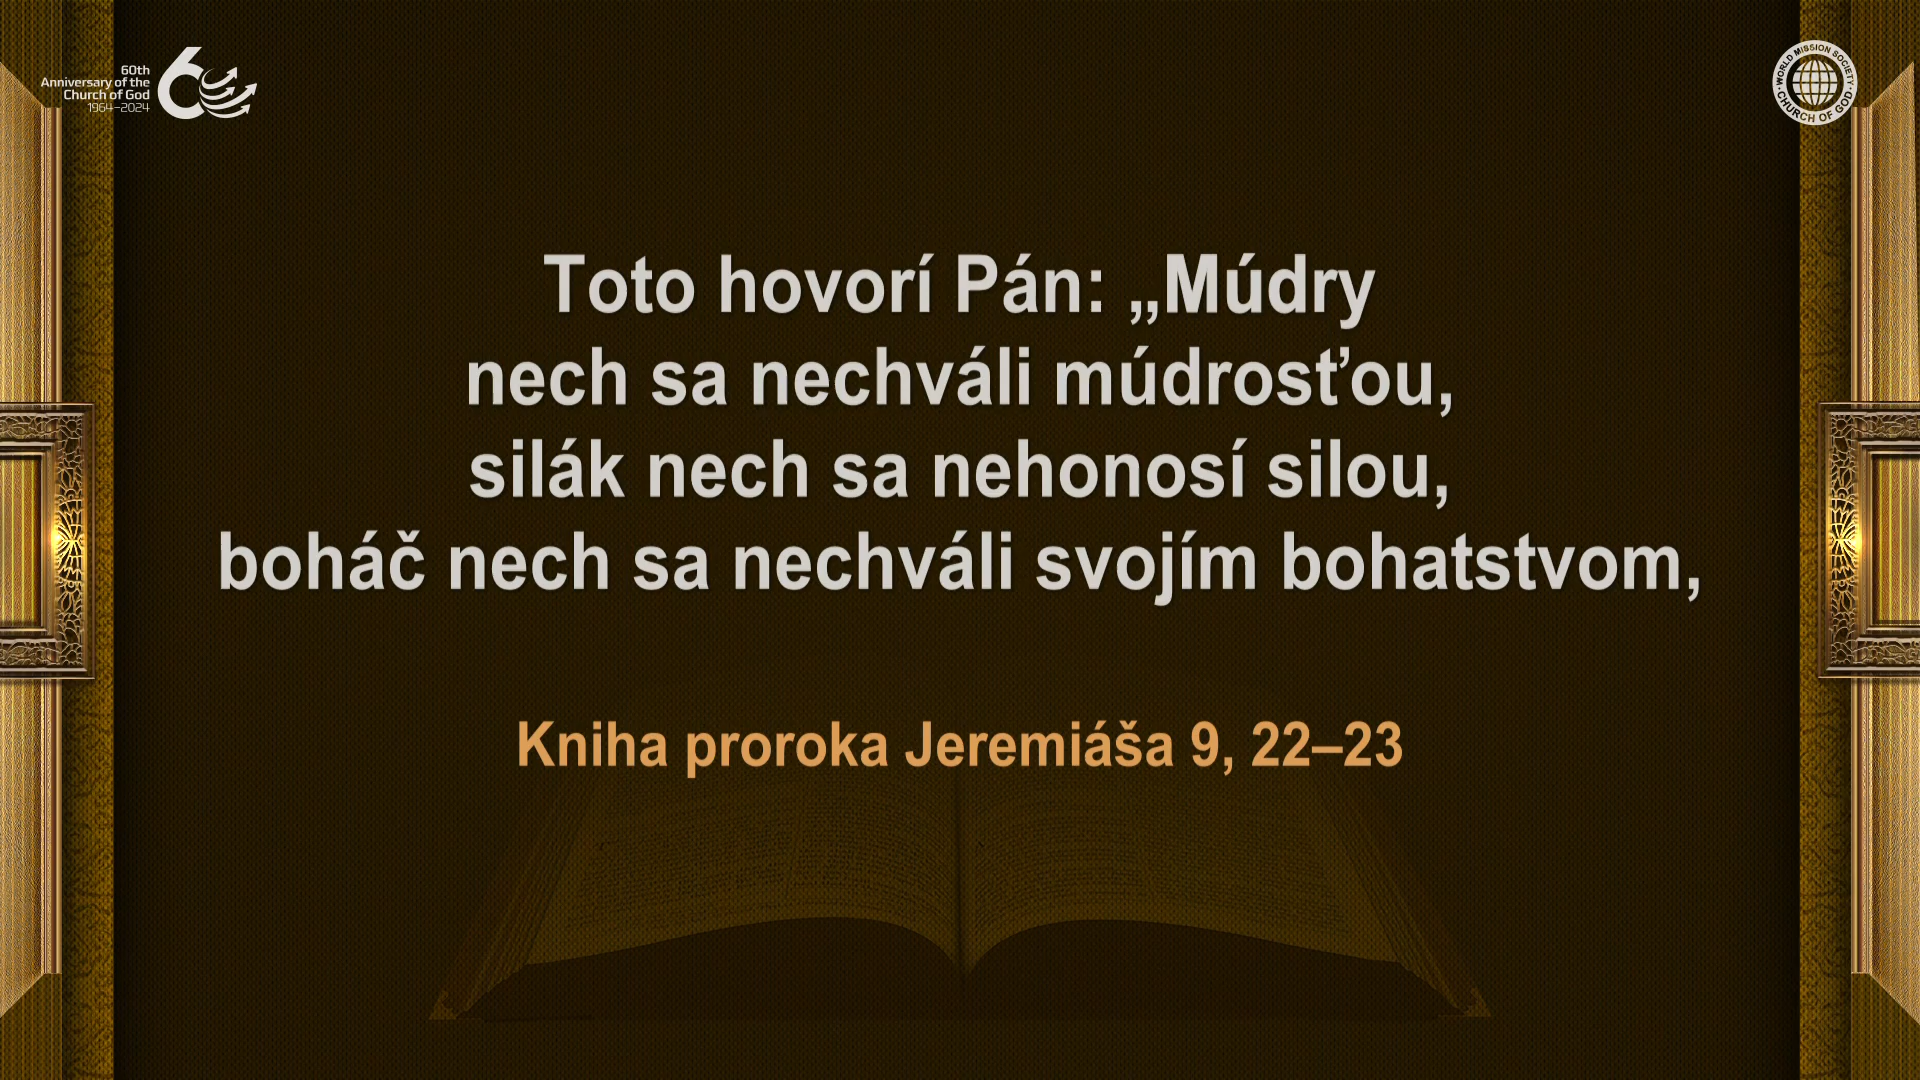 60th
Anniversary of the
Church of God
1964–2024
WORLD MISSION SOCIETY
CHURCH OF GOD
Toto hovorí Pán: „Múdry
nech sa nechváli múdrosťou,
silák nech sa nehonosí silou,
boháč nech sa nechváli svojím bohatstvom,
Kniha proroka Jeremiáša 9, 22–23